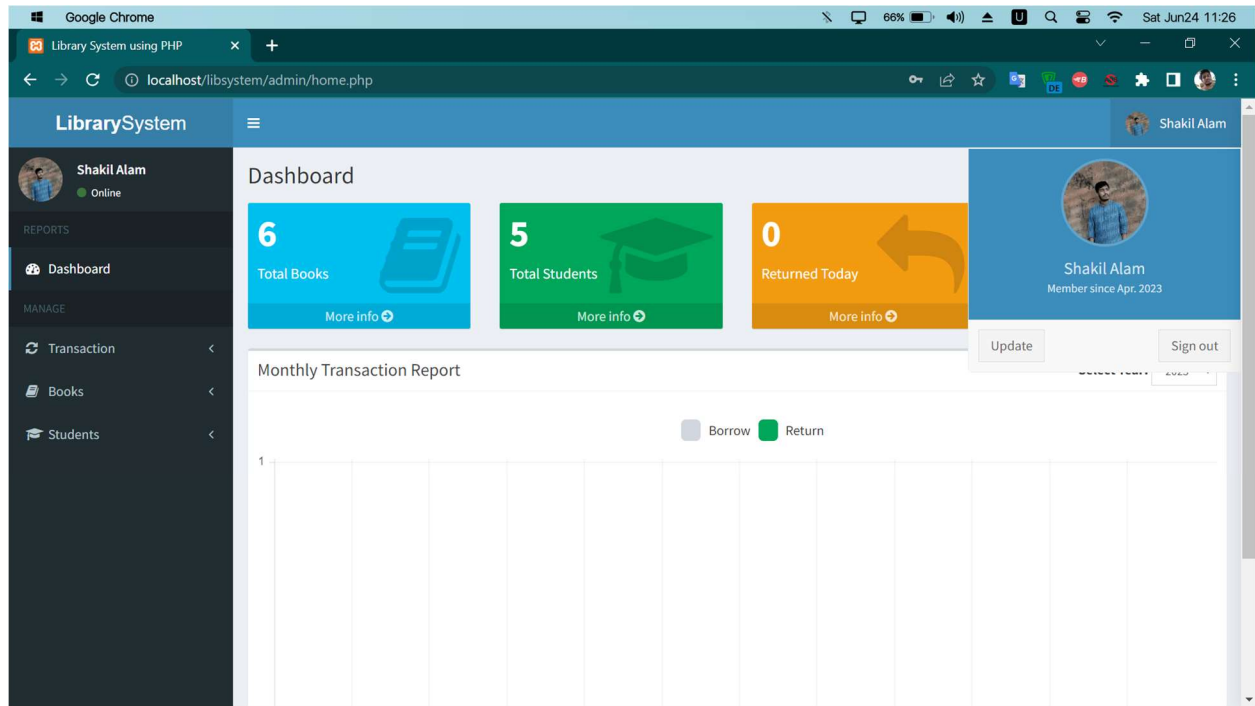 Google Chrome
66%
U
Sat Jun24 11:26
Library System using PHP
localhost/libsystem/admin/home.php
DE
LibrarySystem
Shakil Alam
Shakil Alam
Online
Dashboard
REPORTS
Dashboard
MANAGE
Transaction
Books
Students
6
Total Books
More info
5
Total Students
More info
0
Returned Today
More info
Shakil Alam
Member since Apr. 2023
Update
Sign out
Monthly Transaction Report
2023
Borrow
Return
1